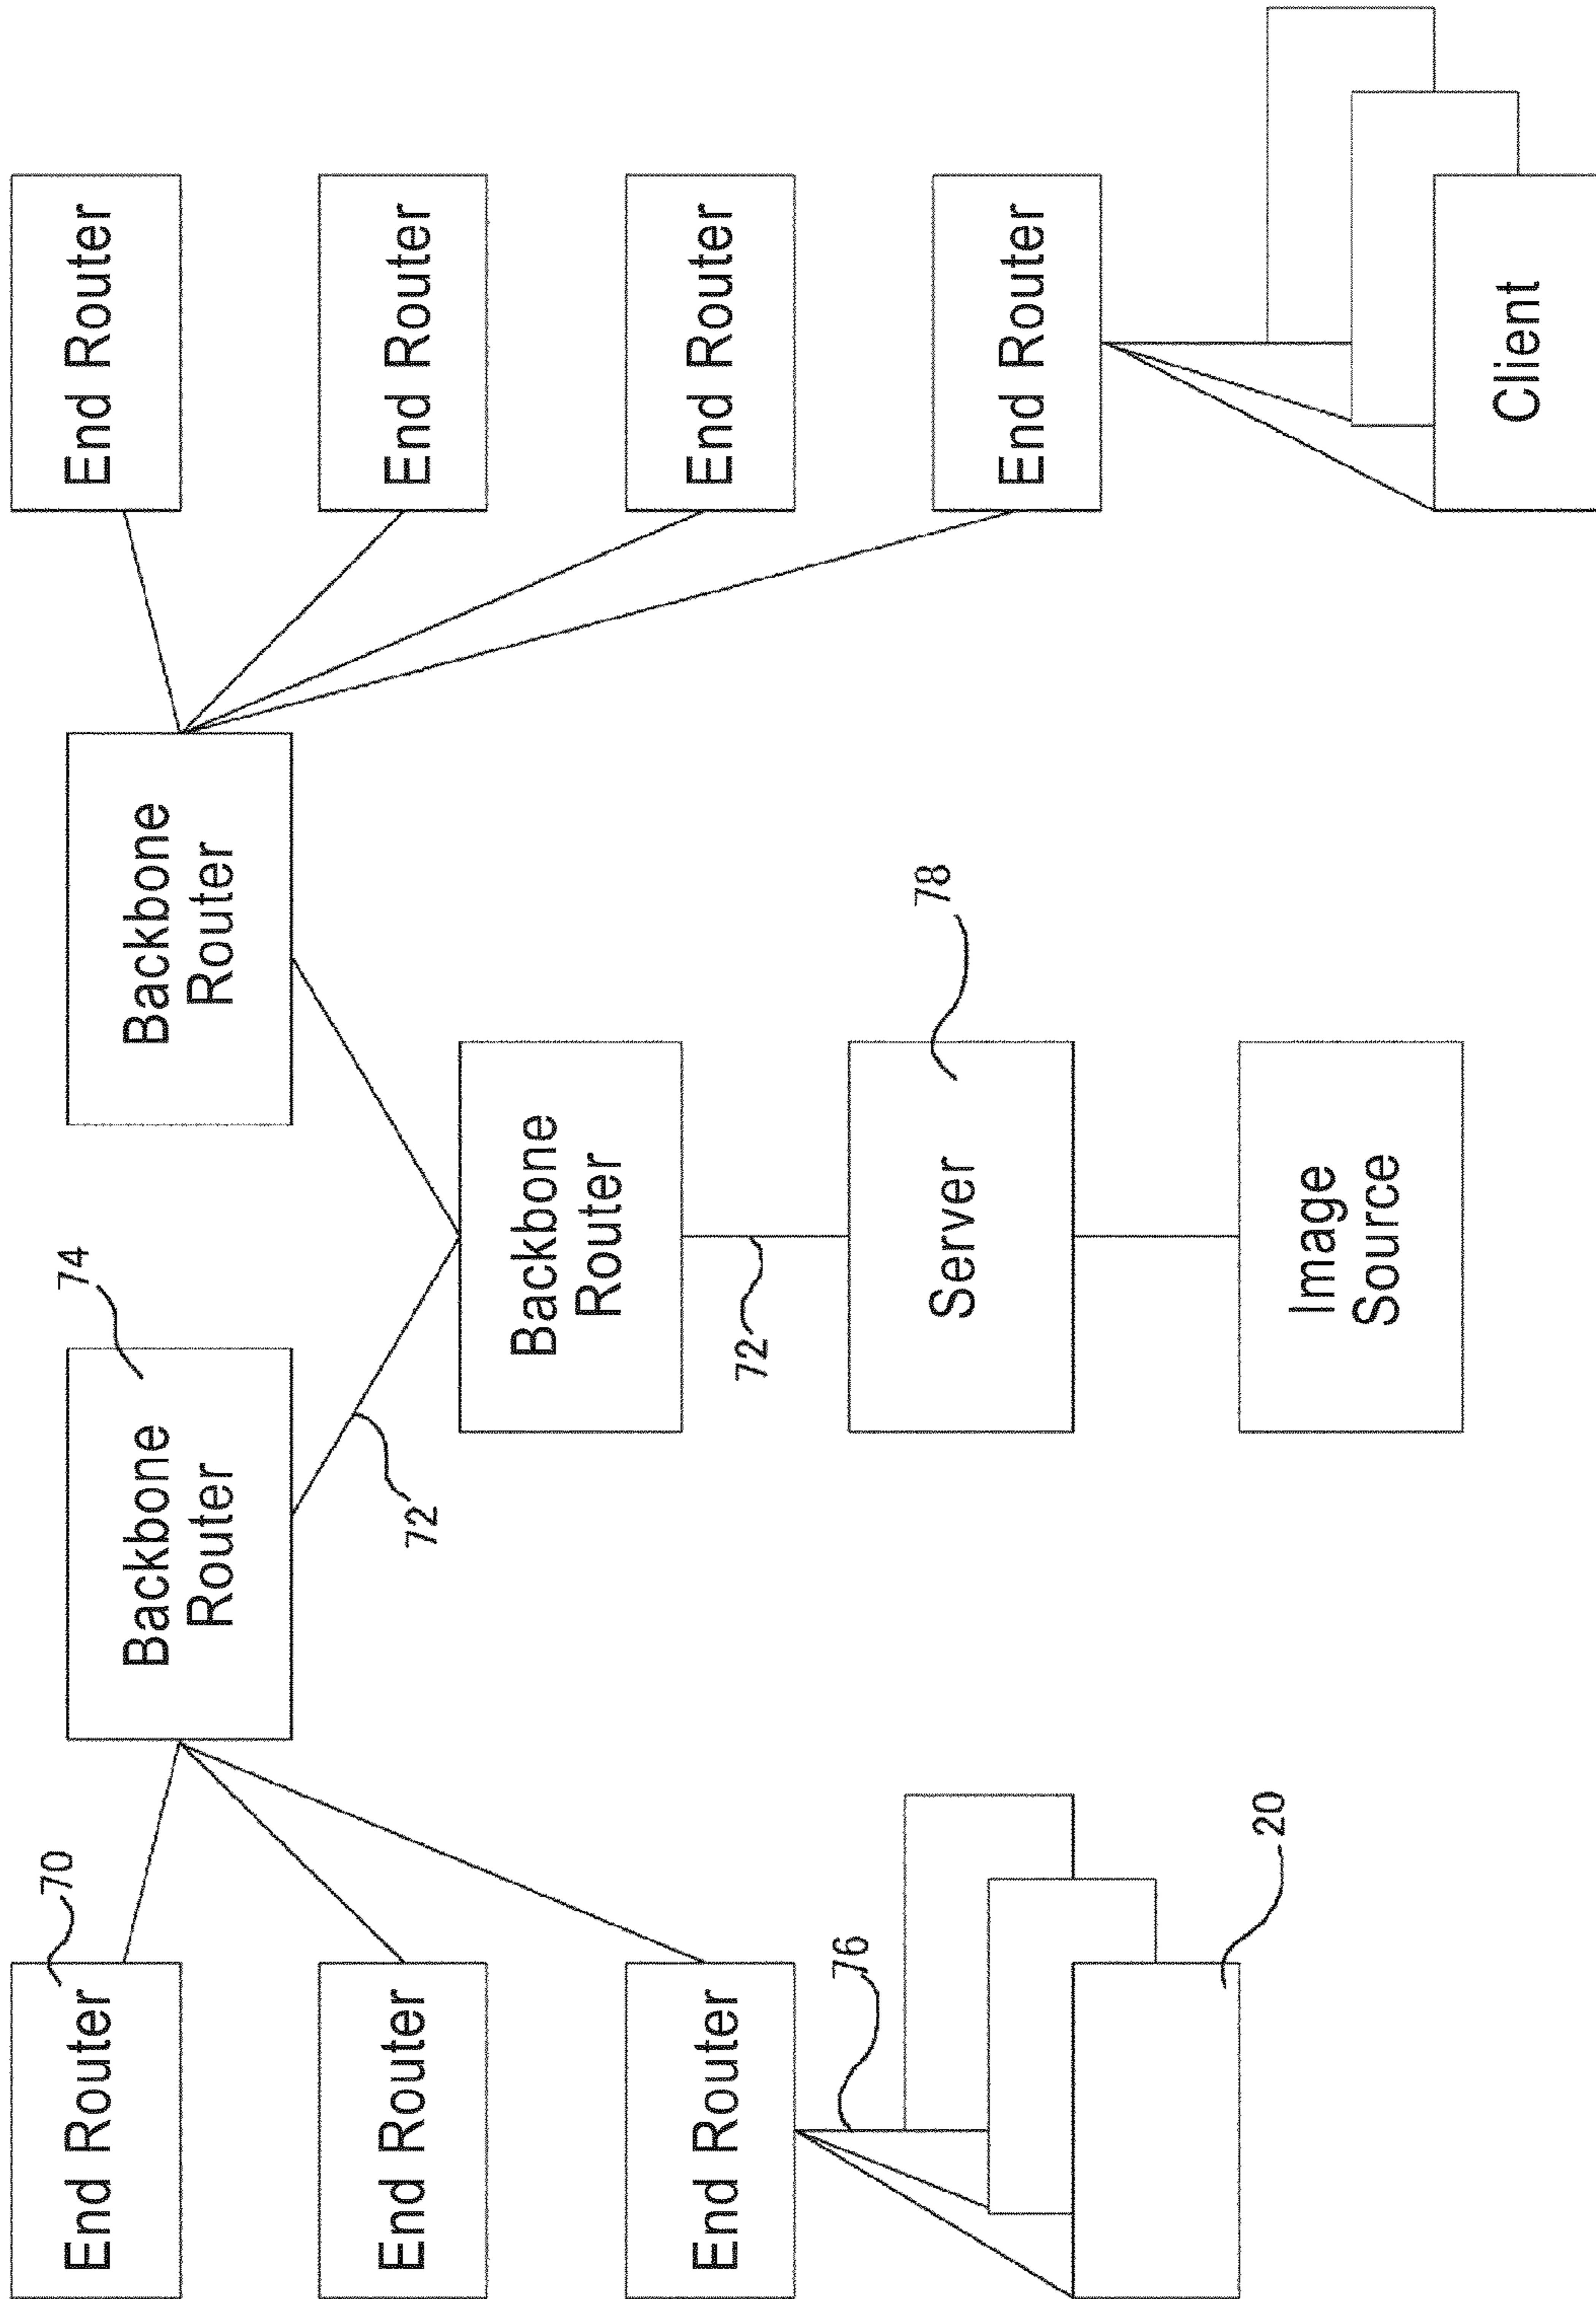 End Router
70
End Router
End Router
76
20
Backbone
Router
74
72
Backbone
Router
72
Server
78
Image
Source
Backbone
Router
End Router
End Router
End Router
End Router
Client